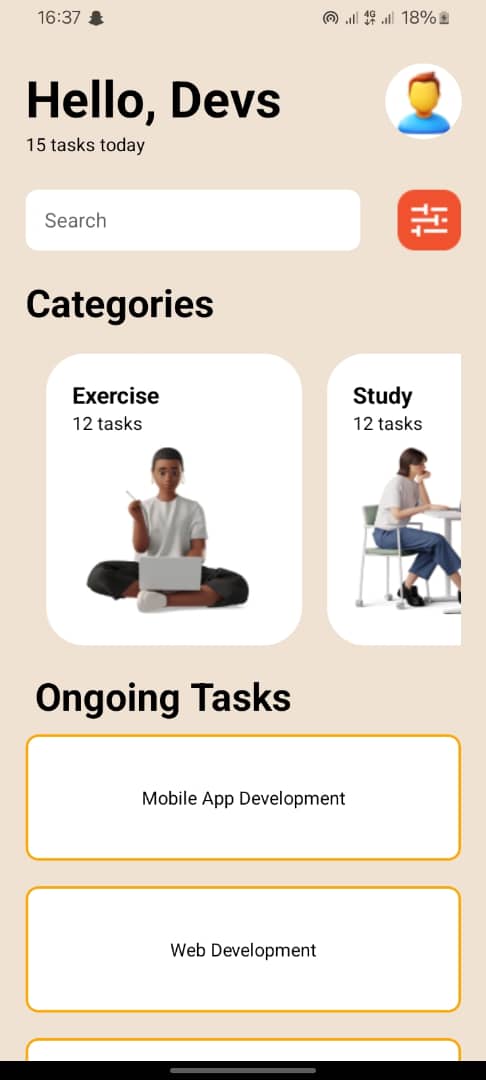 16:37 4G 18%
Hello, Devs
15 tasks today
Search
Categories
Exercise Study
12 tasks 12 tasks
Ongoing Tasks
Mobile App Development
Web Development